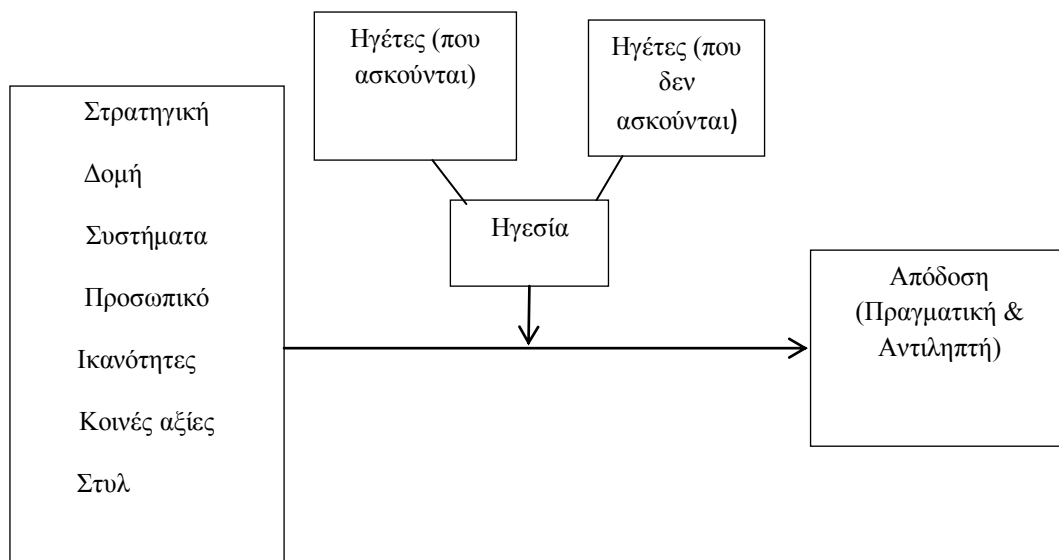 Ηγέτες (που
ασκούνται)
Ηγέτες (που
δεν
ασκούνται)
Στρατηγική
Δομή
Συστήματα
Προσωπικό
Ικανότητες
Κοινές αξίες
Στυλ
Ηγεσία
Απόδοση
(Πραγματική &
Αντιληπτή)